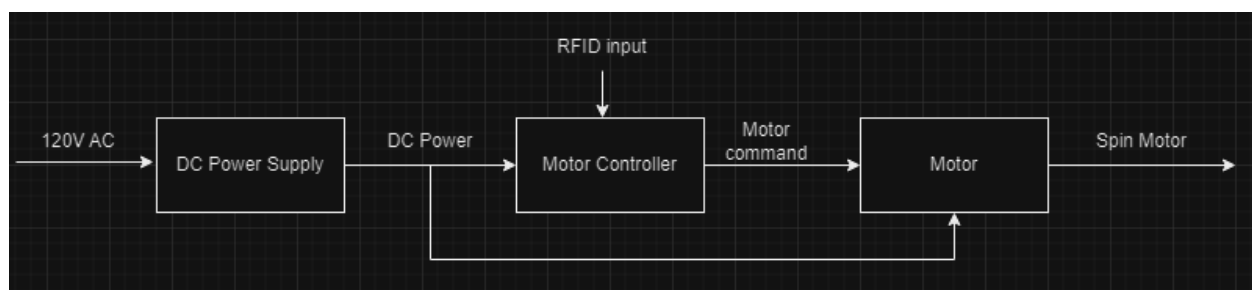 RFID input
120V AC
DC Power Supply
DC Power
Motor Controller
Motor
command
Motor
Spin Motor